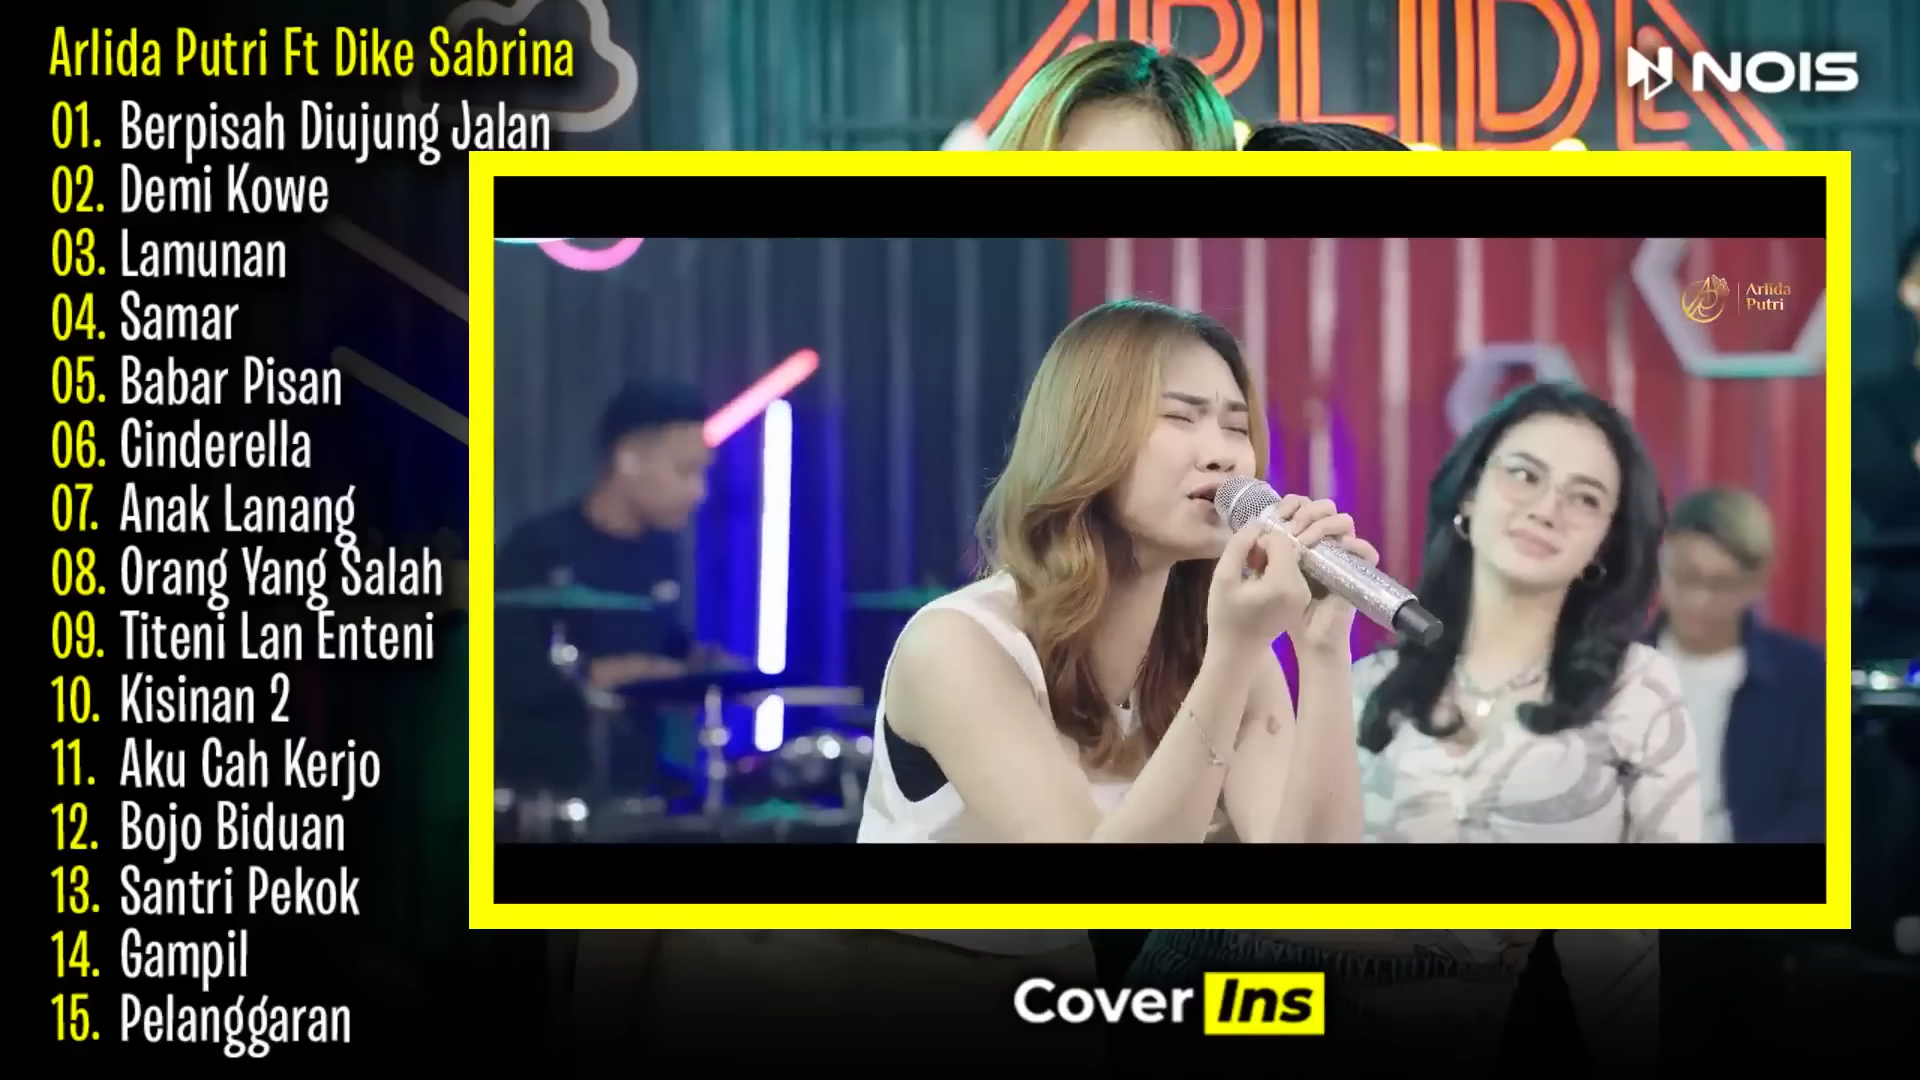 Arlida Putri Ft Dike Sabrina
01. Berpisah Diujung Jalan
02. Demi Kowe
03. Lamunan
04. Samar
05. Babar Pisan
06. Cinderella
07. Anak Lanang
08. Orang Yang Salah
09. Titeni Lan Enteni
10. Kisinan 2
11. Aku Cah Kerjo
12. Bojo Biduan
13. Santri Pekok
14. Gampil
15. Pelanggaran
ARLIDA
NOIS
Arlida
Putri
Cover Ins